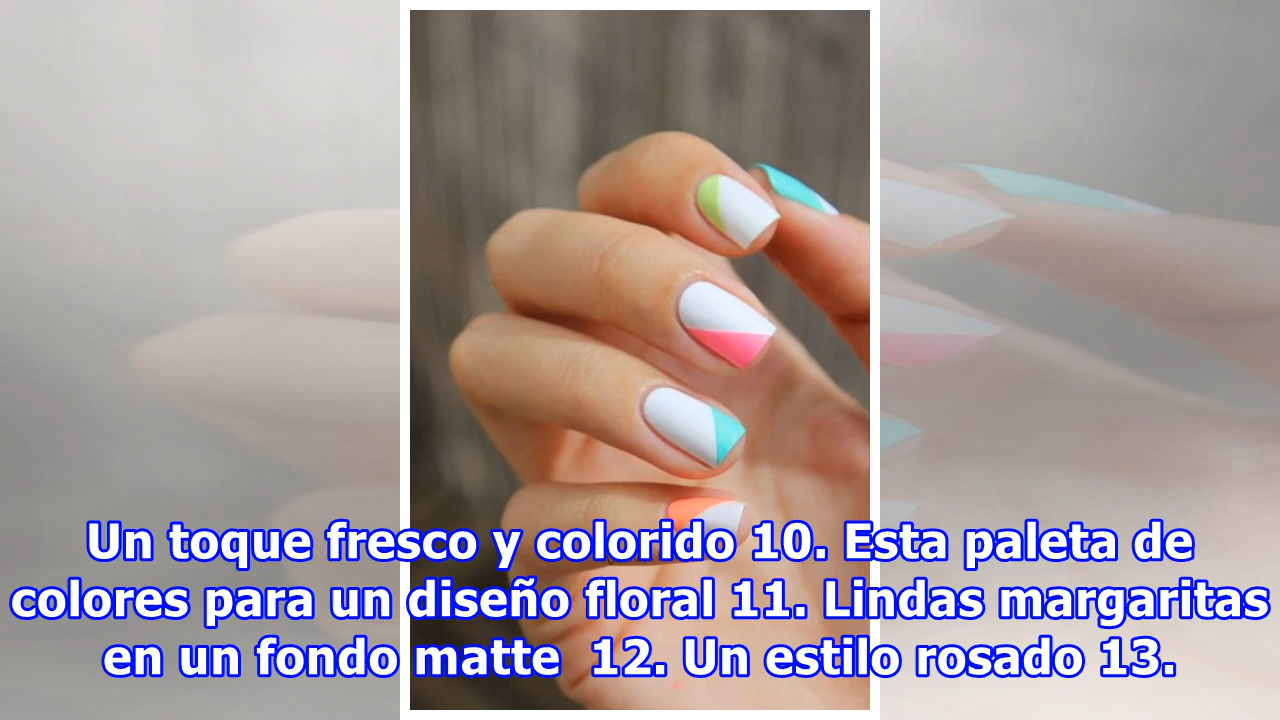 Un toque fresco y colorido 10. Esta paleta de
colores para un diseño floral 11. Lindas margaritas
en un fondo matte  12. Un estilo rosado 13.